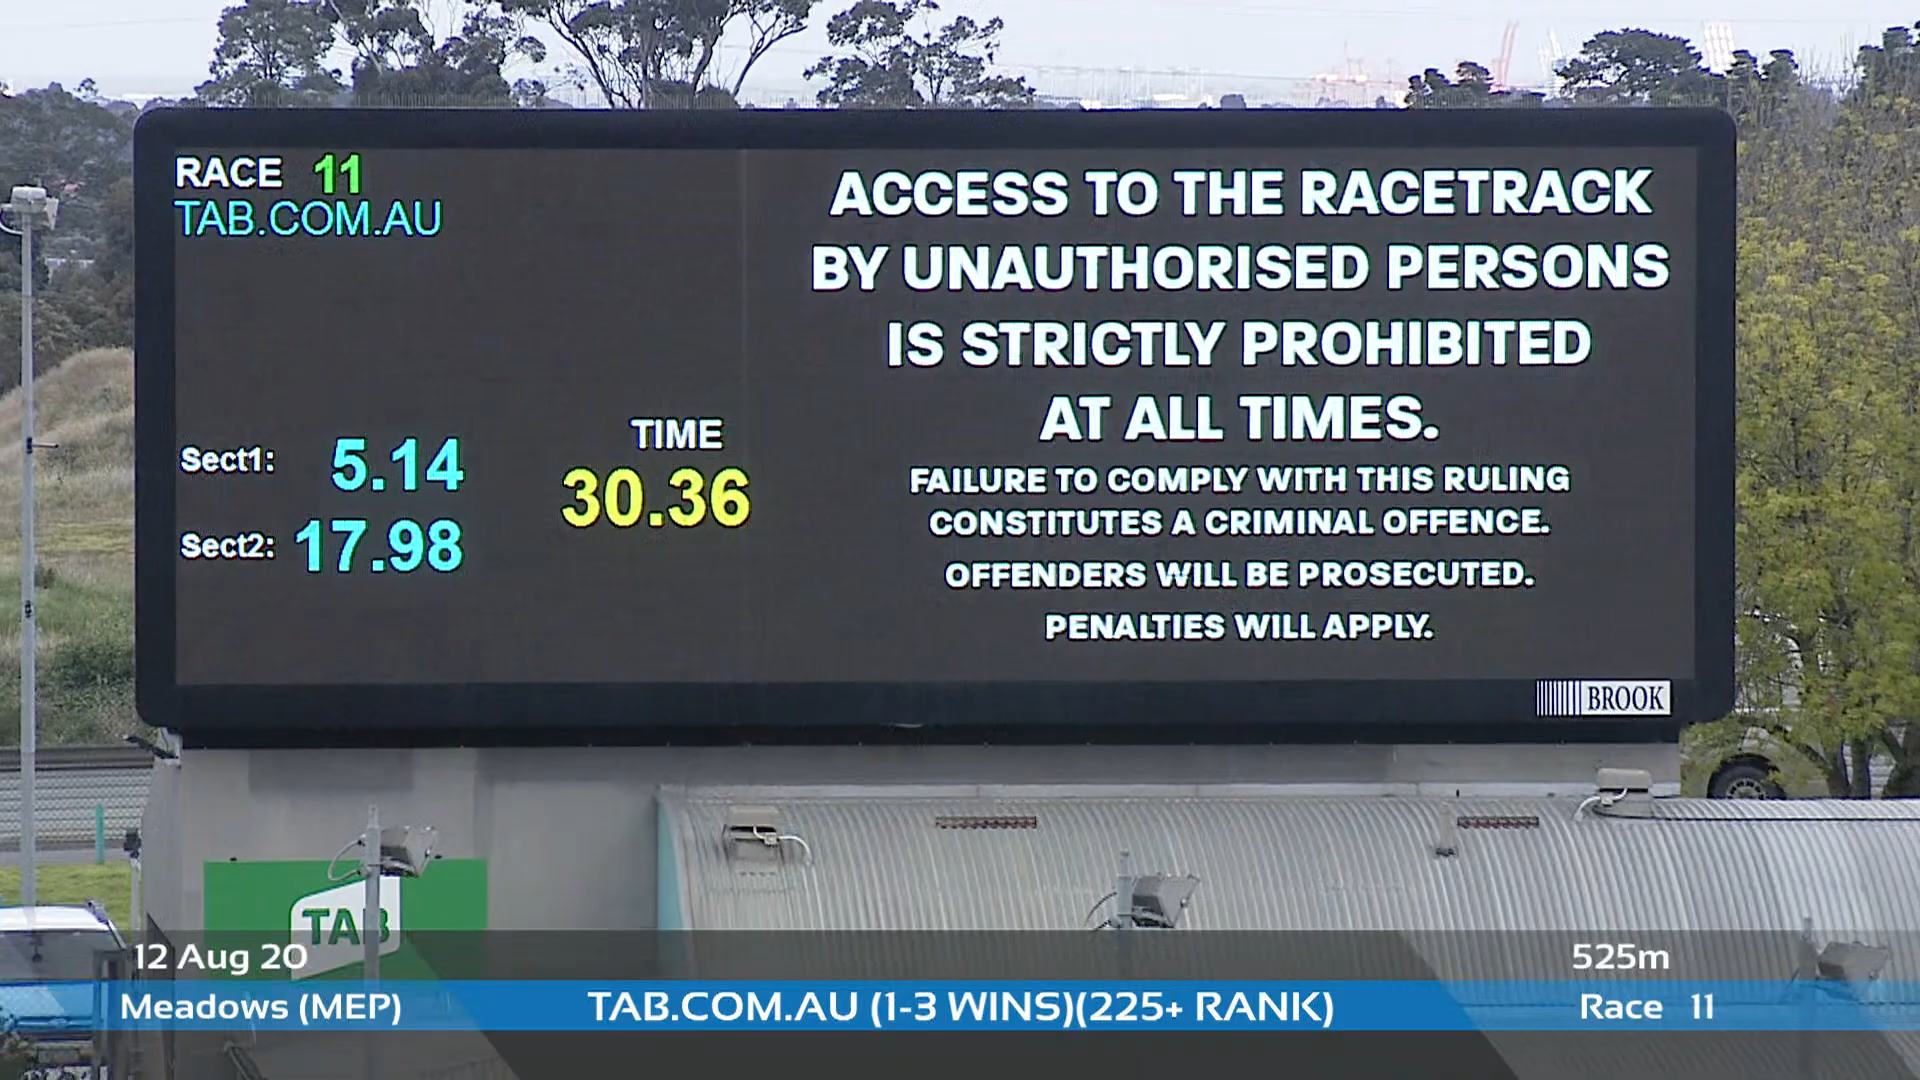 RACE 11
TAB.COM.AU
Sect1: 5.14
Sect2: 17.98
TIME
30.36
ACCESS TO THE RACETRACK
BY UNAUTHORISED PERSONS
IS STRICTLY PROHIBITED
AT ALL TIMES.
FAILURE TO COMPLY WITH THIS RULING
CONSTITUTES A CRIMINAL OFFENCE.
OFFENDERS WILL BE PROSECUTED.
PENALTIES WILL APPLY.
BROOK
TAB
12 Aug 20
525m
Meadows (MEP)
TAB.COM.AU (1-3 WINS)(225+ RANK)
Race 11